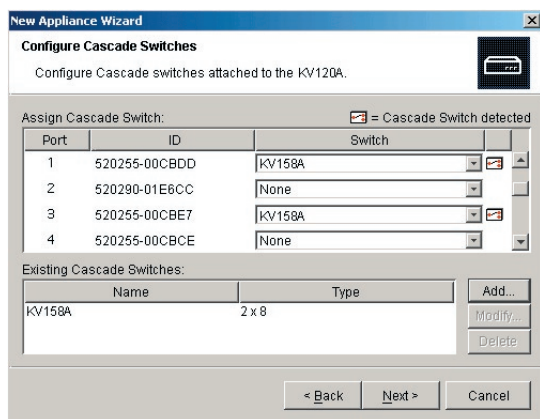 New Appliance Wizard
Configure Cascade Switches
Configure Cascade switches attached to the KV120A.
Assign Cascade Switch: = Cascade Switch detected
Port ID Switch
1 520255-00CBDD KV158A
2 520290-01E6CC None
3 520255-00CBE7 KV158A
4 520255-00CBCE None
Existing Cascade Switches:
Name Type Add...
KV158A 2 x 8 Modify...
Delete
< Back Next > Cancel